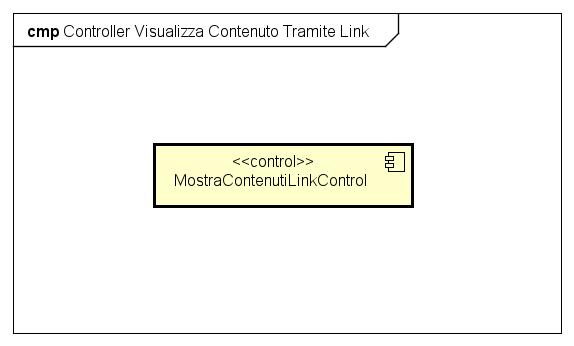 cmp Controller Visualizza Contenuto Tramite Link
<<control>>
MostraContenutiLinkControl